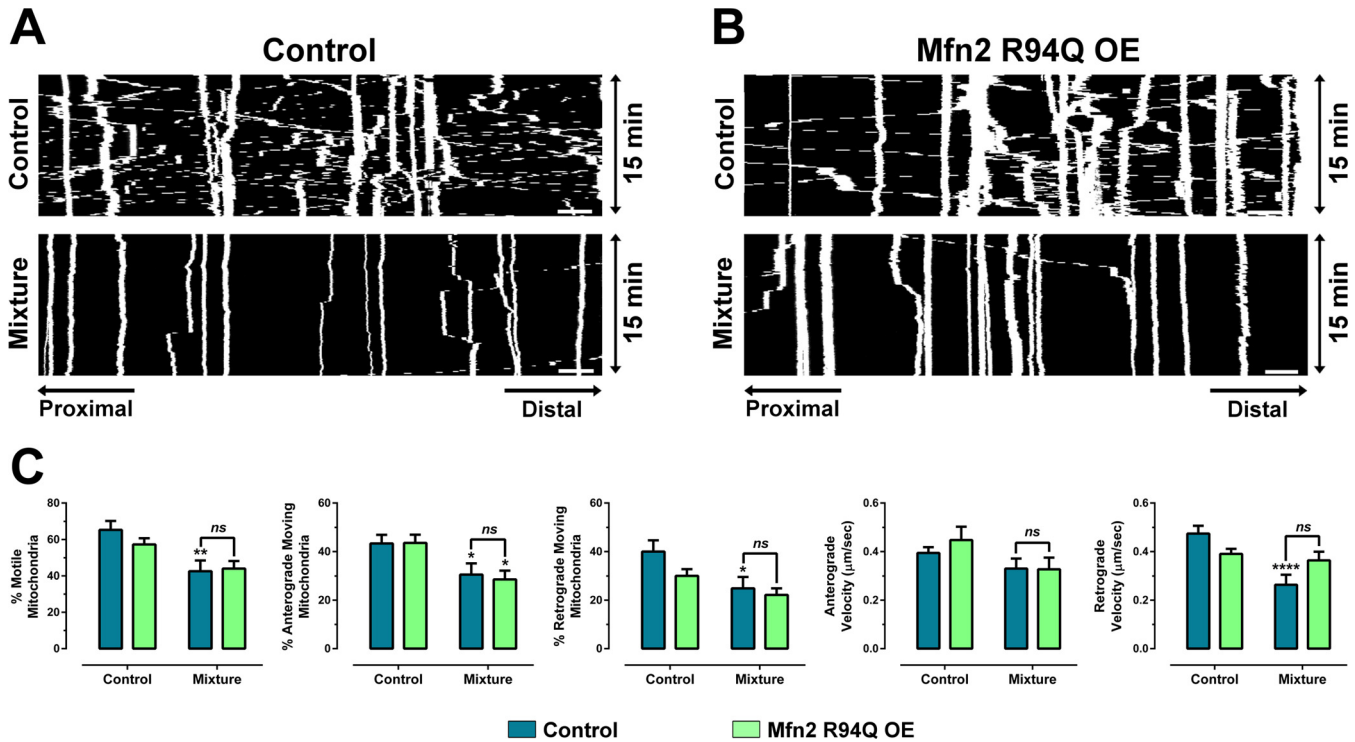 A
Control
Control
15 min
Mixture
15 min
Proximal
Distal
B
Mfn2 R94Q OE
Control
15 min
Mixture
15 min
Proximal
Distal
C
% Motile
Mitochondria
80
60
40
20
0
**
ns
Control
Mixture
% Anterograde Moving
Mitochondria
60
40
20
0
*
ns
*
Control
Mixture
% Retrograde Moving
Mitochondria
60
40
20
0
*
ns
Control
Mixture
Anterograde
Velocity (µm/sec)
0.6
0.4
0.2
0.0
ns
Control
Mixture
Retrograde
Velocity (µm/sec)
0.6
0.4
0.2
0.0
****
ns
Control
Mixture
Control
Mfn2 R94Q OE